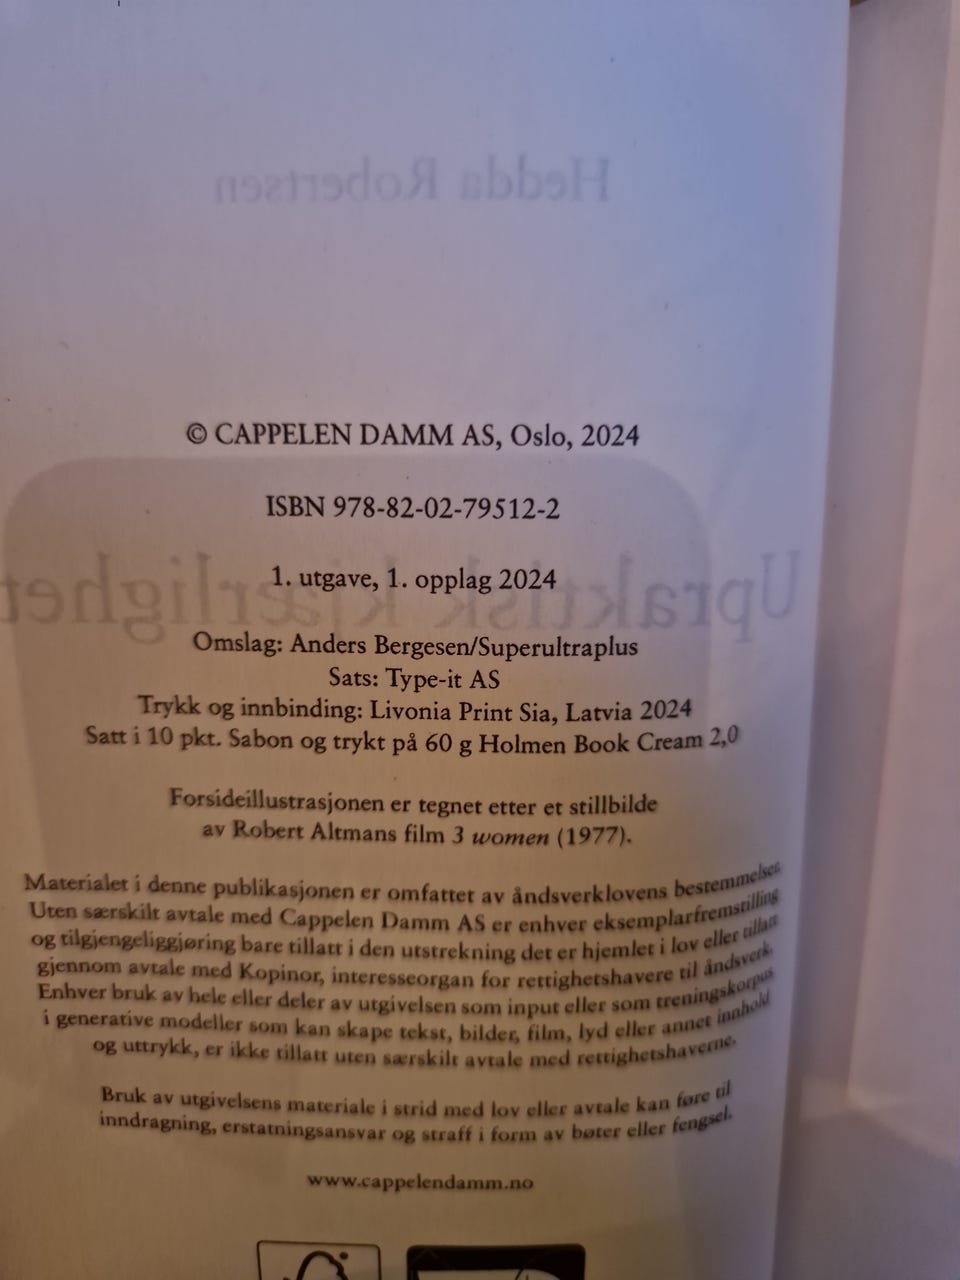 Hedda Robertsen
© CAPPELEN DAMM AS, Oslo, 2024
ISBN 978-82-02-79512-2
1. utgave, 1. opplag 2024
Upraktisk kjærlighet
Omslag: Anders Bergesen/Superultraplus
Sats: Type-it AS
Trykk og innbinding: Livonia Print Sia, Latvia 2024
Satt i 10 pkt. Sabon og trykt på 60 g Holmen Book Cream 2,0
Forsideillustrasjonen er tegnet etter et stillbilde
av Robert Altmans film 3 women (1977).
Materialet i denne publikasjonen er omfattet av åndsverklovens bestemmelser.
Uten særskilt avtale med Cappelen Damm AS er enhver eksemplarfremstilling
og tilgjengeliggjøring bare tillatt i den utstrekning det er hjemlet i lov eller tillatt
gjennom avtale med Kopinor, interesseorgan for rettighetshavere til åndsverk.
Enhver bruk av hele eller deler av utgivelsen som input eller som treningskorpus
i generative modeller som kan skape tekst, bilder, film, lyd eller annet innhold
og uttrykk, er ikke tillatt uten særskilt avtale med rettighetshaverne.
Bruk av utgivelsens materiale i strid med lov eller avtale kan føre til
inndragning, erstatningsansvar og straff i form av bøter eller fengsel.
www.cappelendamm.no